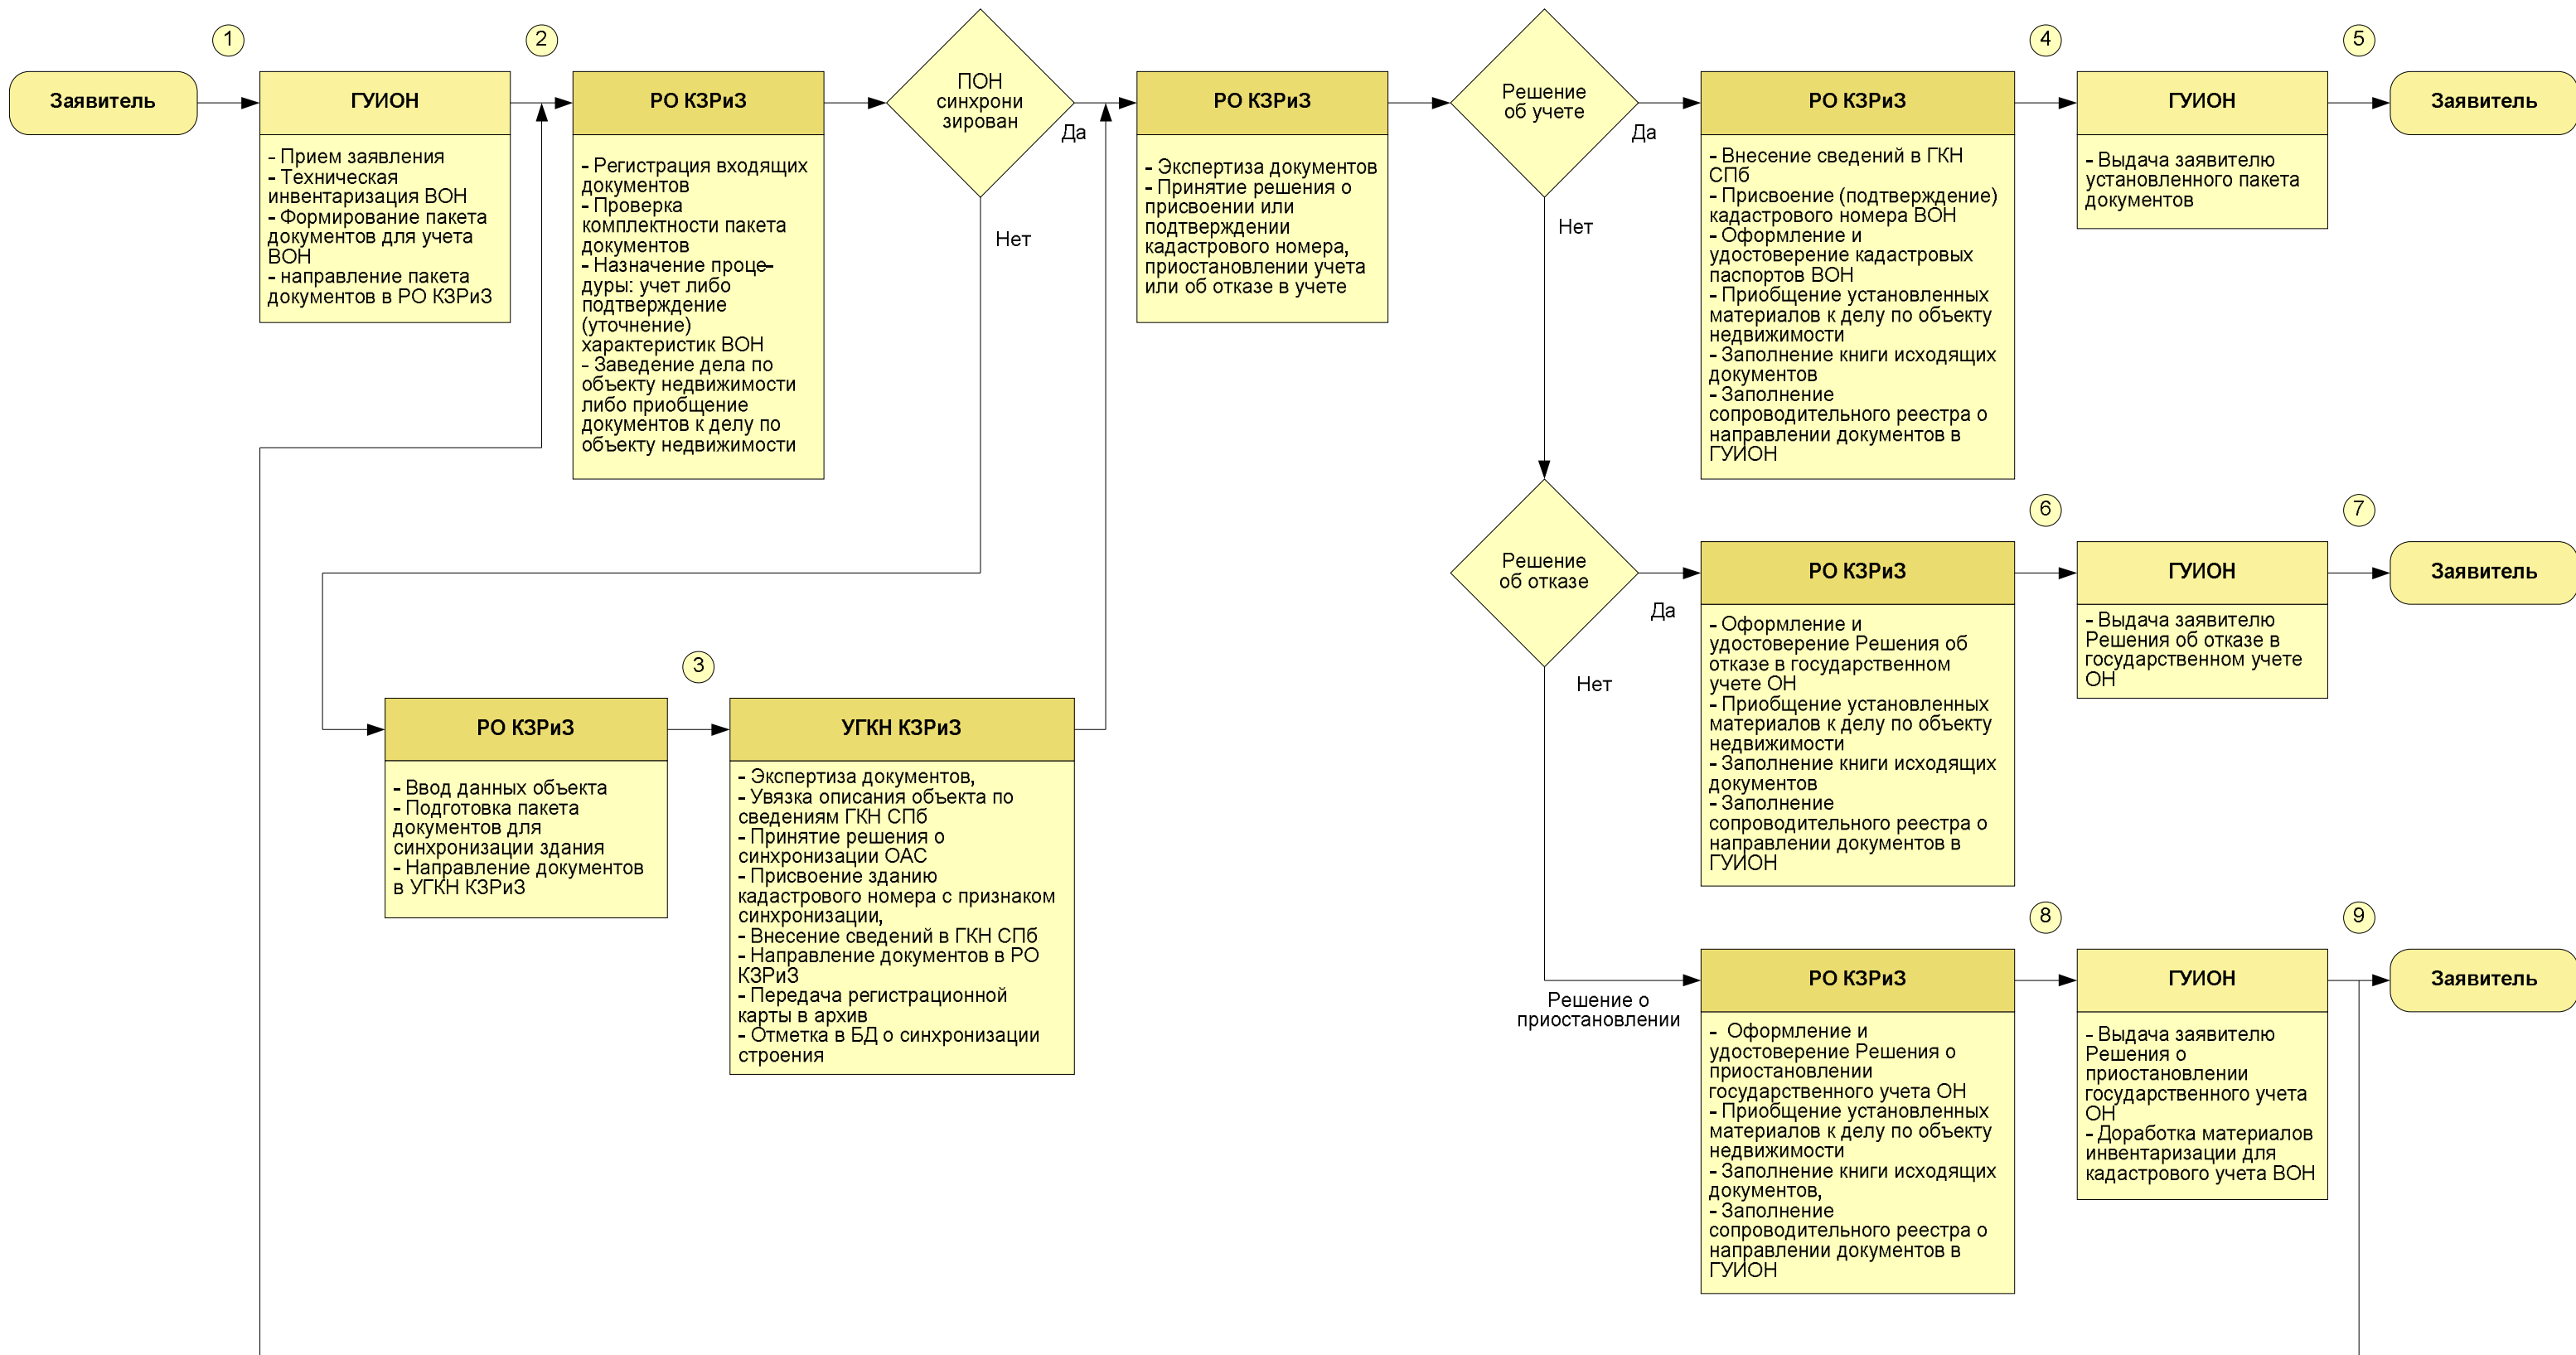 1
2
4
5
Заявитель
ГУИОН
- Прием заявления
- Техническая
инвентаризация ВОН
- Формирование пакета
документов для учета
ВОН
- направление пакета
документов в РО КЗРиЗ
РО КЗРиЗ
- Регистрация входящих
документов
- Проверка
комплектности пакета
документов
- Назначение проце-
дуры: учет либо
подтверждение
(уточнение)
характеристик ВОН
- Заведение дела по
объекту недвижимости
либо приобщение
документов к делу по
объекту недвижимости
ПОН
синхрони
зирован
Да
Нет
РО КЗРиЗ
- Экспертиза документов
- Принятие решения о
присвоении или
подтверждении
кадастрового номера,
приостановлении учета
или об отказе в учете
Решение
об учете
Да
Нет
РО КЗРиЗ
- Внесение сведений в ГКН
СПб
- Присвоение (подтверждение)
кадастрового номера ВОН
- Оформление и
удостоверение кадастровых
паспортов ВОН
- Приобщение установленных
материалов к делу по объекту
недвижимости
- Заполнение книги исходящих
документов
- Заполнение
сопроводительного реестра о
направлении документов в
ГУИОН
ГУИОН
- Выдача заявителю
установленного пакета
документов
Заявитель
3
РО КЗРиЗ
- Ввод данных объекта
- Подготовка пакета
документов для
синхронизации здания
- Направление документов
в УГКН КЗРиЗ
УГКН КЗРиЗ
- Экспертиза документов,
- Увязка описания объекта по
сведениям ГКН СПб
- Принятие решения о
синхронизации ОАС
- Присвоение зданию
кадастрового номера с признаком
синхронизации,
- Внесение сведений в ГКН СПб
- Направление документов в РО
КЗРиЗ
- Передача регистрационной
карты в архив
- Отметка в БД о синхронизации
строения
6
7
Решение
об отказе
Да
Нет
РО КЗРиЗ
- Оформление и
удостоверение Решения об
отказе в государственном
учете ОН
- Приобщение установленных
материалов к делу по объекту
недвижимости
- Заполнение книги исходящих
документов
- Заполнение
сопроводительного реестра о
направлении документов в
ГУИОН
ГУИОН
- Выдача заявителю
Решения об отказе в
государственном учете
ОН
Заявитель
8
9
Решение о
приостановлении
РО КЗРиЗ
- Оформление и
удостоверение Решения о
приостановлении
государственного учета ОН
- Приобщение установленных
материалов к делу по объекту
недвижимости
- Заполнение книги исходящих
документов,
- Заполнение
сопроводительного реестра о
направлении документов в
ГУИОН
ГУИОН
- Выдача заявителю
Решения о
приостановлении
государственного учета
ОН
- Доработка материалов
инвентаризации для
кадастрового учета ВОН
Заявитель